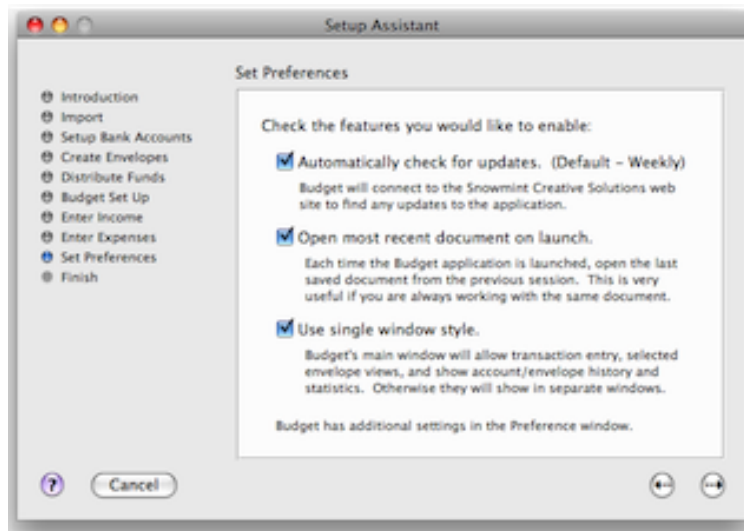 Setup Assistant
Set Preferences
Introduction
Import
Setup Bank Accounts
Create Envelopes
Distribute Funds
Budget Set Up
Enter Income
Enter Expenses
Set Preferences
Finish
Check the features you would like to enable:
Automatically check for updates. (Default – Weekly)
Budget will connect to the Snowmint Creative Solutions web
site to find any updates to the application.
Open most recent document on launch.
Each time the Budget application is launched, open the last
saved document from the previous session. This is very
useful if you are always working with the same document.
Use single window style.
Budget's main window will allow transaction entry, selected
envelope views, and show account/envelope history and
statistics. Otherwise they will show in separate windows.
Budget has additional settings in the Preference window.
?
Cancel